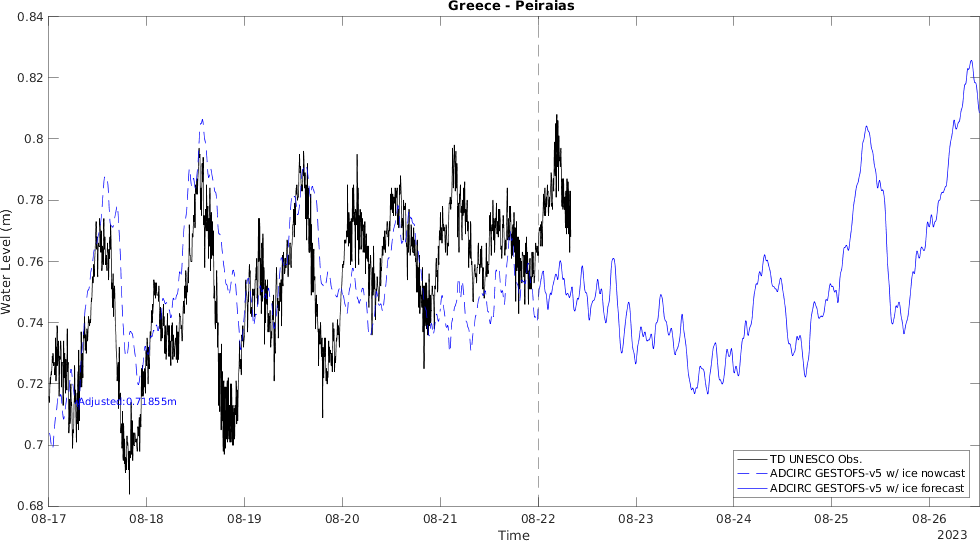 Greece - Peiraias
0.84
0.82
0.8
0.78
0.76
0.74
0.72
0.7
0.68
Water Level (m)
Adjusted:0.71855m
TD UNESCO Obs.
ADCIRC GESTOFS-v5 w/ ice nowcast
ADCIRC GESTOFS-v5 w/ ice forecast
08-17 08-18 08-19 08-20 08-21 08-22 08-23 08-24 08-25 08-26
Time
2023